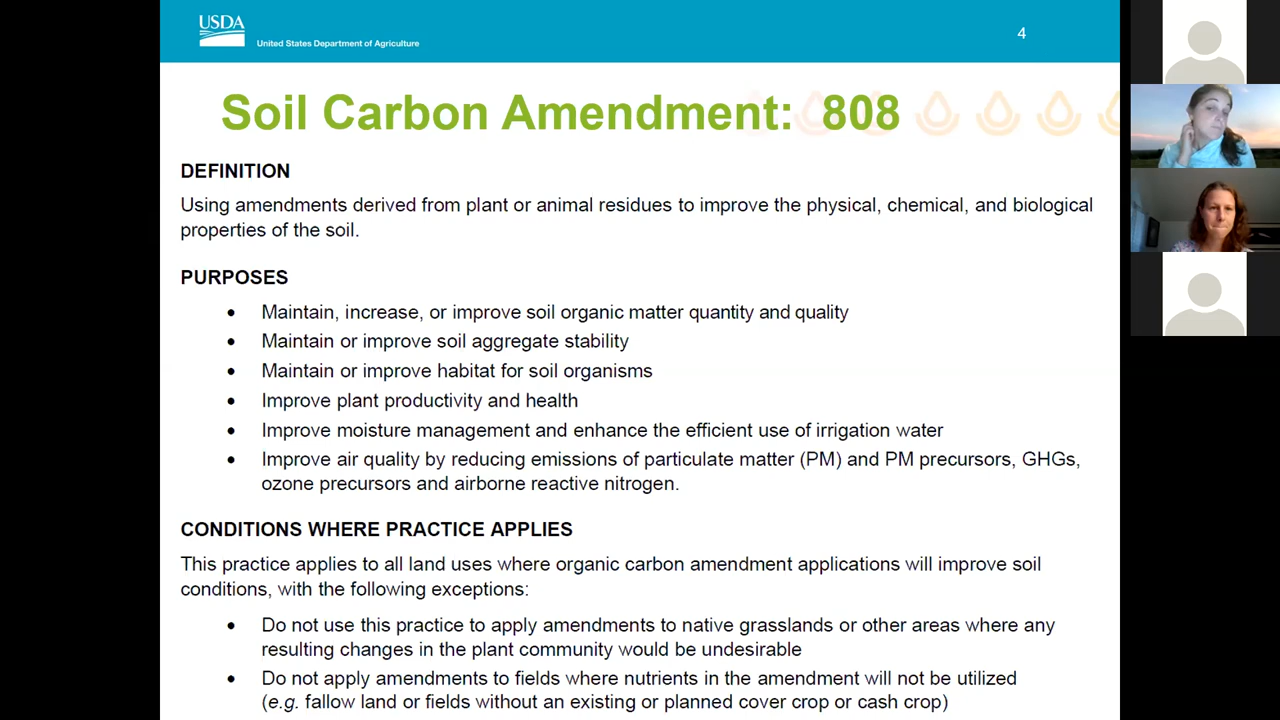 USDA
United States Department of Agriculture
4
Soil Carbon Amendment: 808
DEFINITION
Using amendments derived from plant or animal residues to improve the physical, chemical, and biological
properties of the soil.
PURPOSES
• Maintain, increase, or improve soil organic matter quantity and quality
• Maintain or improve soil aggregate stability
• Maintain or improve habitat for soil organisms
• Improve plant productivity and health
• Improve moisture management and enhance the efficient use of irrigation water
• Improve air quality by reducing emissions of particulate matter (PM) and PM precursors, GHGs,
ozone precursors and airborne reactive nitrogen.
CONDITIONS WHERE PRACTICE APPLIES
This practice applies to all land uses where organic carbon amendment applications will improve soil
conditions, with the following exceptions:
• Do not use this practice to apply amendments to native grasslands or other areas where any
resulting changes in the plant community would be undesirable
• Do not apply amendments to fields where nutrients in the amendment will not be utilized
(e.g. fallow land or fields without an existing or planned cover crop or cash crop)